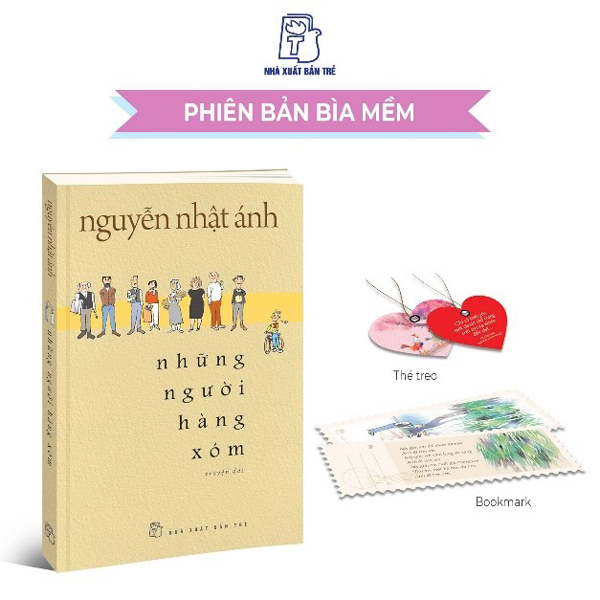 T
NHÀ XUẤT BẢN TRẺ
PHIÊN BẢN BÌA MỀM
nguyễn nhật ánh
những
người
hàng
xóm
truyện dài
NHÀ XUẤT BẢN TRẺ
nguyễn nhật ánh
những người hàng xóm
Thẻ treo
Bookmark